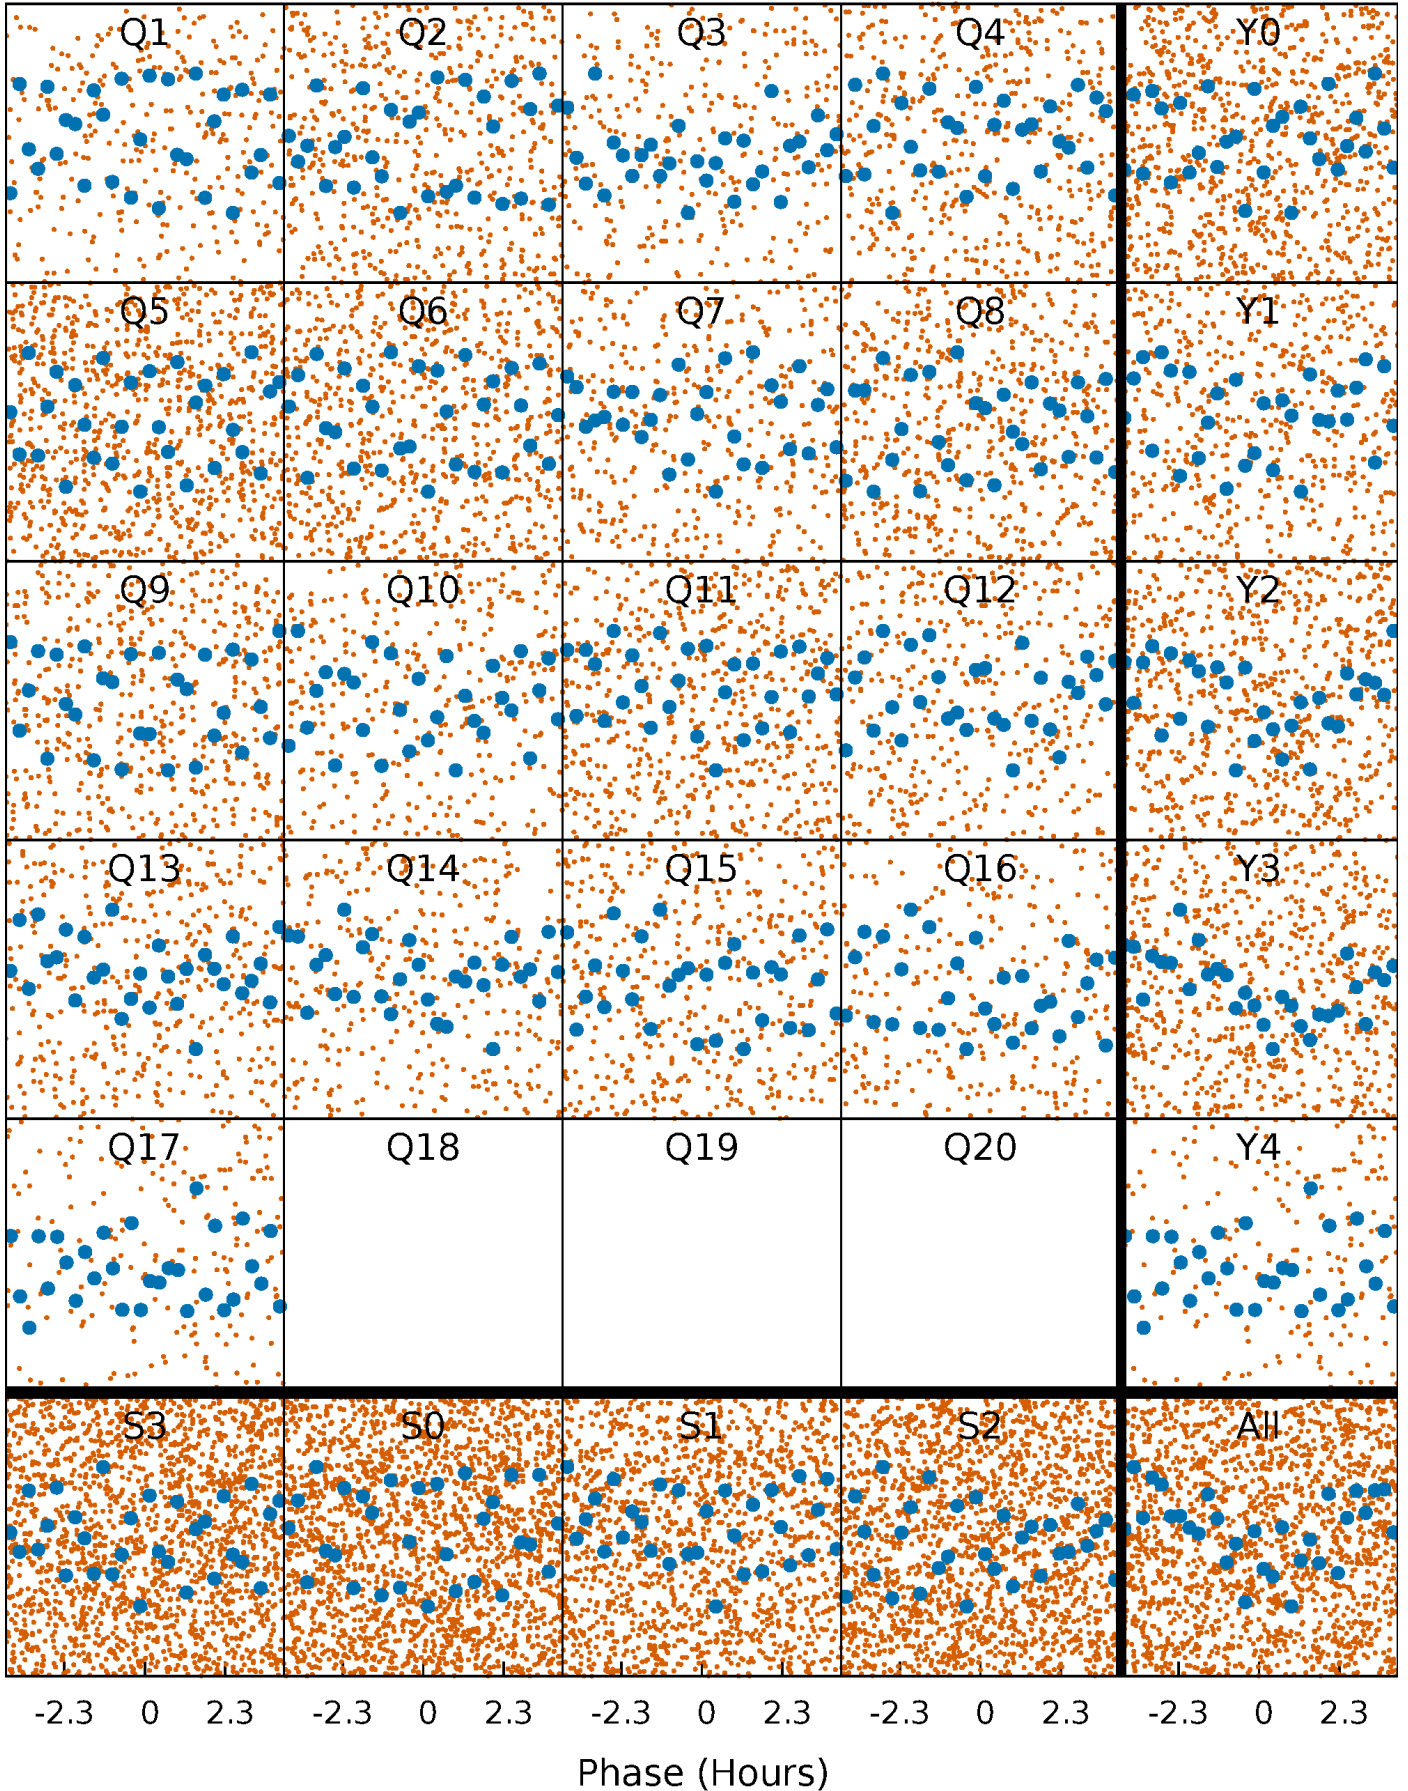 Q1 Q2 Q3 Q4 Y0
Q5 Q6 Q7 Q8 Y1
Q9 Q10 Q11 Q12 Y2
Q13 Q14 Q15 Q16 Y3
Q17 Q18 Q19 Q20 Y4
S3 S0 S1 S2 All
-2.3 0 2.3 -2.3 0 2.3 -2.3 0 2.3 -2.3 0 2.3 -2.3 0 2.3
Phase (Hours)